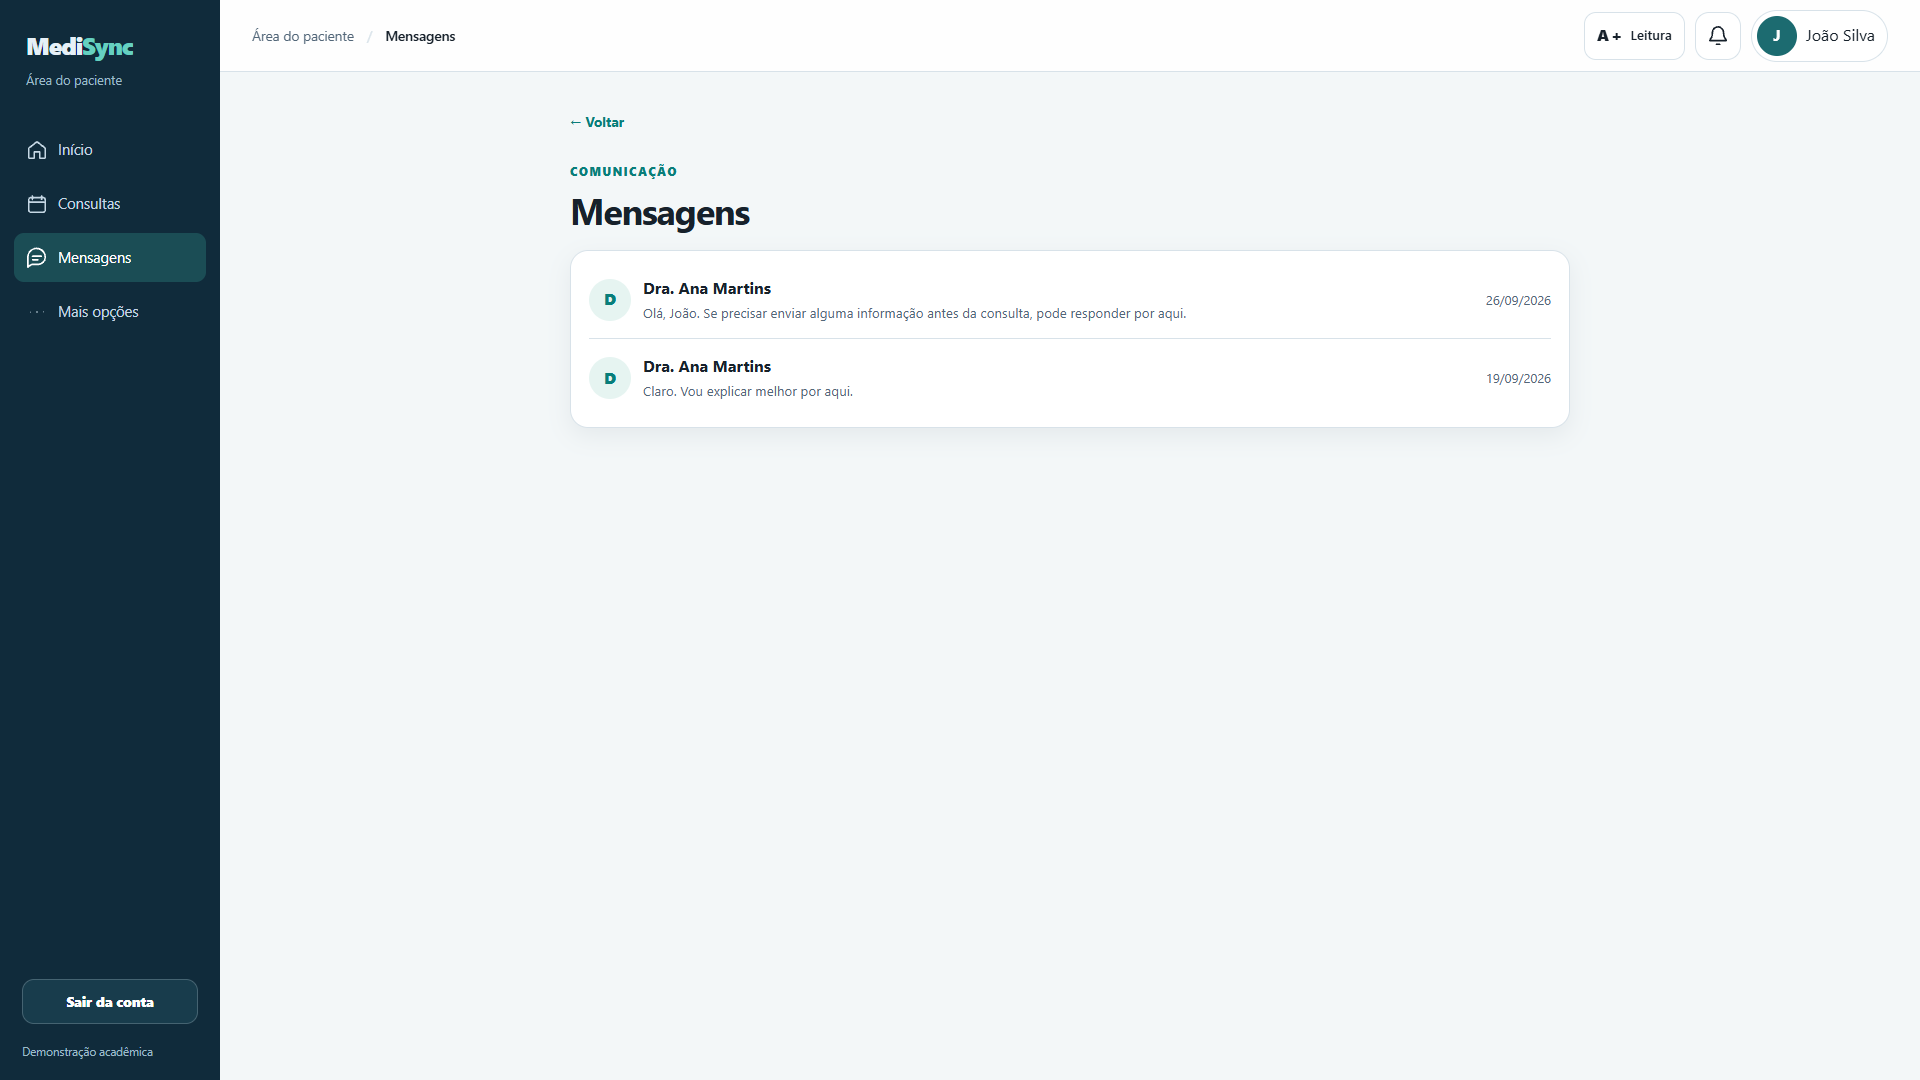 MediSync
Área do paciente
Início
Consultas
Mensagens
Mais opções
Sair da conta
Demonstração acadêmica
Área do paciente / Mensagens
A+ Leitura
J João Silva
← Voltar
COMUNICAÇÃO
Mensagens
D
Dra. Ana Martins
Olá, João. Se precisar enviar alguma informação antes da consulta, pode responder por aqui.
26/09/2026
D
Dra. Ana Martins
Claro. Vou explicar melhor por aqui.
19/09/2026